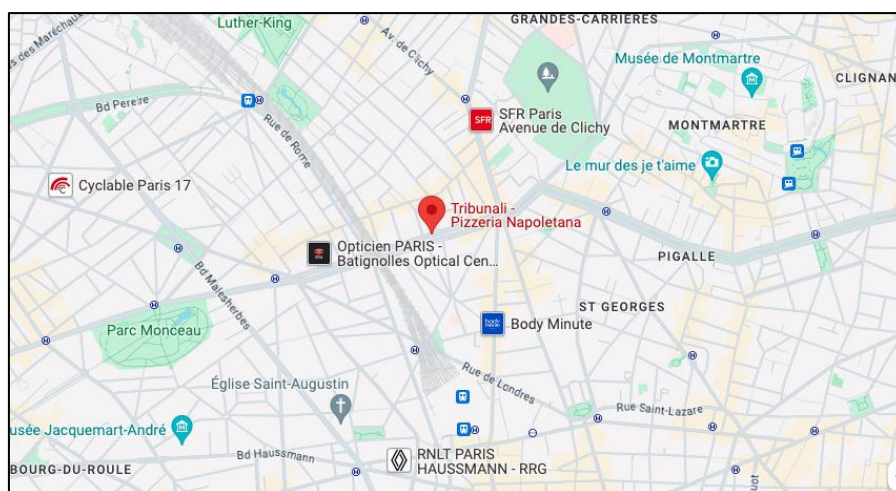 Luther-King
GRANDES-CARRIÈRES
Av. de Clichy
Musée de Montmartre
CLIGNAN
Bd Pereire
Rue de Rome
SFR
SFR Paris
Avenue de Clichy
MONTMARTRE
Le mur des je t'aime
Cyclable Paris 17
Tribunali -
Pizzeria Napoletana
Opticien PARIS -
Batignolles Optical Cen...
PIGALLE
Bd Malesherbes
ST GEORGES
Parc Monceau
Body Minute
Rue de Londres
Église Saint-Augustin
Rue Saint-Lazare
usée Jacquemart-André
Bd Haussmann
RNLT PARIS
HAUSSMANN - RRG
BOURG-DU-ROULE